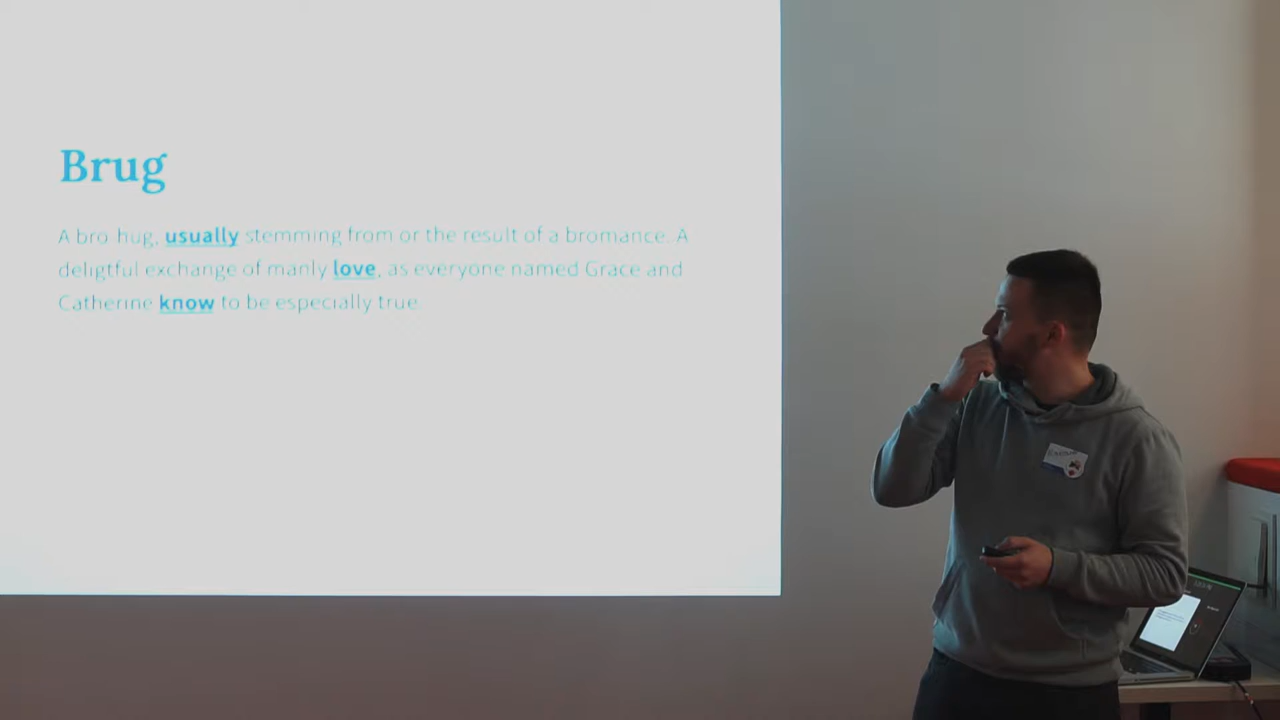 Brug
A bro-hug, usually stemming from or the result of a bromance. A
deligtful exchange of manly love, as everyone named Grace and
Catherine know to be especially true.